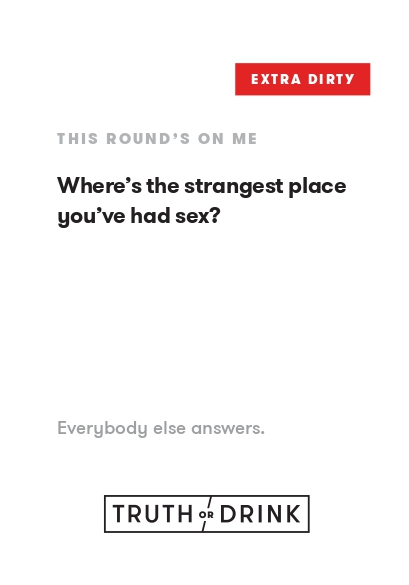 EXTRA DIRTY
THIS ROUND'S ON ME
Where's the strangest place
you've had sex?
Everybody else answers.
TRUTH OR DRINK